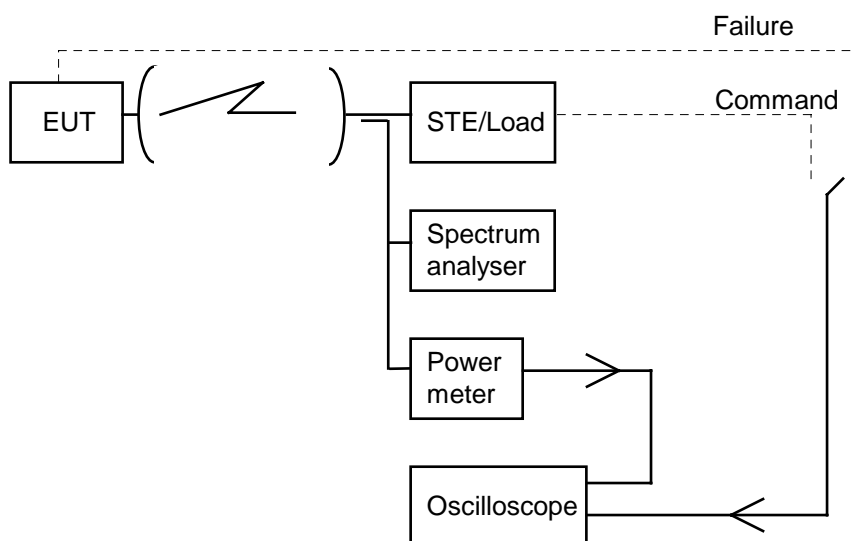 Failure
Command
EUT
STE/Load
Spectrum
analyser
Power
meter
Oscilloscope